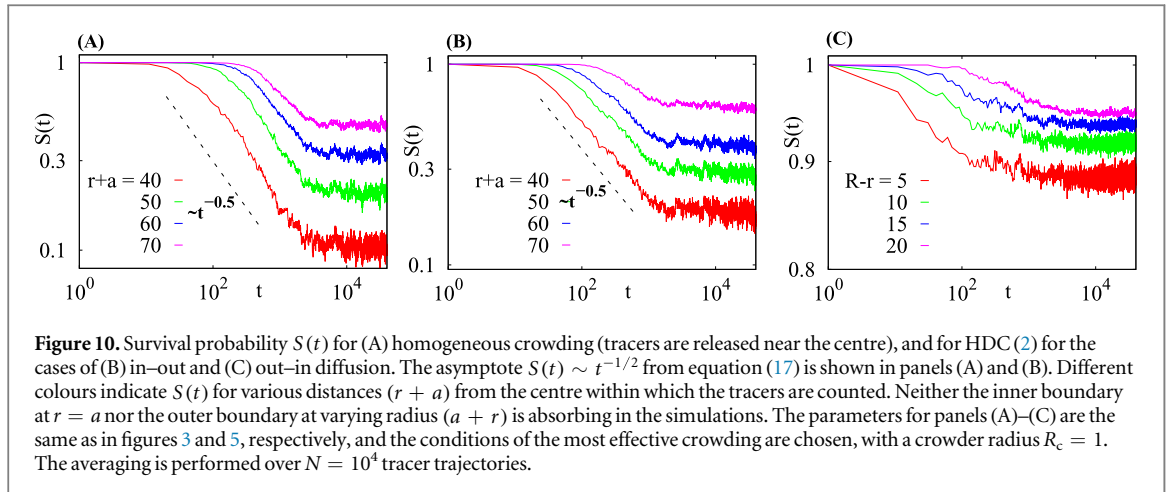 (A)
1
0.3
0.1
S(t)
r+a = 40
50
60
70
~t^−0.5
10^0
10^2
t
10^4
(B)
1
0.3
0.1
S(t)
r+a = 40
50
60
70
~t^−0.5
10^0
10^2
t
10^4
(C)
1
0.9
0.8
S(t)
R-r = 5
10
15
20
10^0
10^2
t
10^4
Figure 10. Survival probability S(t) for (A) homogeneous crowding (tracers are released near the centre), and for HDC (2) for the
cases of (B) in–out and (C) out–in diffusion. The asymptote S(t) ∼ t^−1/2 from equation (17) is shown in panels (A) and (B). Different
colours indicate S(t) for various distances (r + a) from the centre within which the tracers are counted. Neither the inner boundary
at r = a nor the outer boundary at varying radius (a + r) is absorbing in the simulations. The parameters for panels (A)–(C) are the
same as in figures 3 and 5, respectively, and the conditions of the most effective crowding are chosen, with a crowder radius R_c = 1.
The averaging is performed over N = 10^4 tracer trajectories.